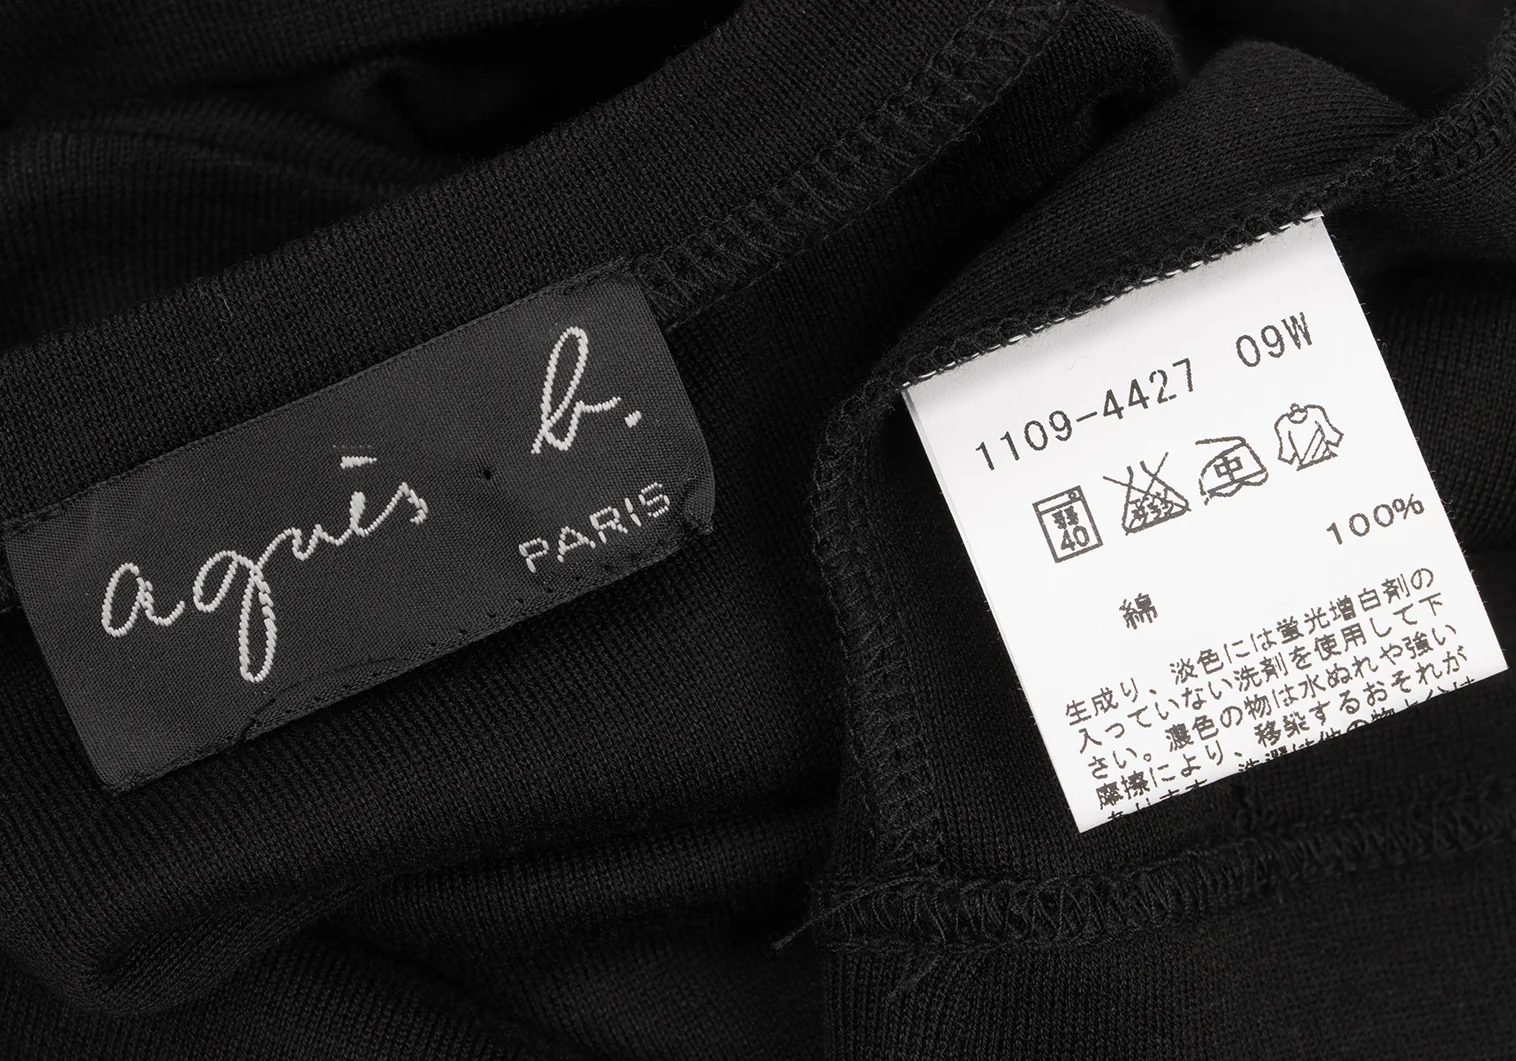 agnès b.
PARIS
1109-4427 09W
弱
40
中
100%
綿
生成り、淡色には蛍光増白剤の
入っていない洗剤を使用して下
さい。濃色の物は水ぬれや強い
摩擦により、移染するおそれが